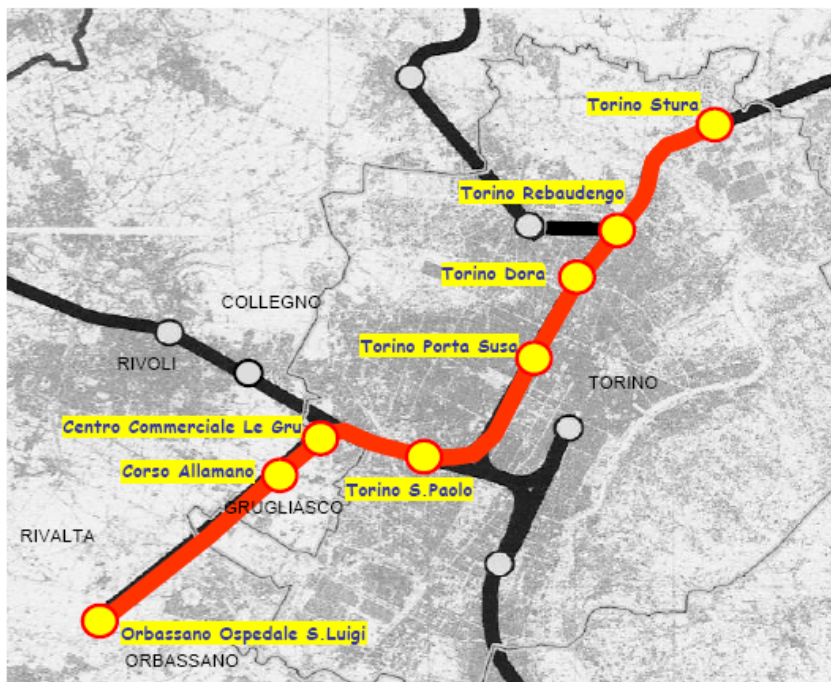 Torino Stura
Torino Rebaudengo
Torino Dora
COLLEGNO
Torino Porta Susa
RIVOLI
TORINO
Centro Commerciale Le Gru
Corso Allamano
Torino S.Paolo
GRUGLIASCO
RIVALTA
Orbassano Ospedale S.Luigi
ORBASSANO